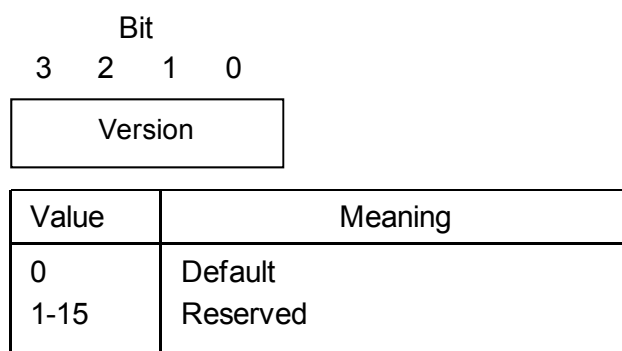 Bit
3 2 1 0
Version
Value Meaning
0 Default
1-15 Reserved